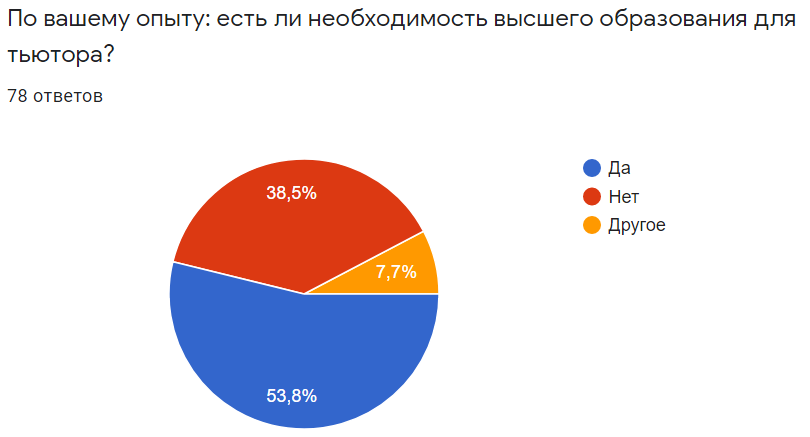 По вашему опыту: есть ли необходимость высшего образования для
тьютора?
78 ответов
38,5%
7,7%
53,8%
Да
Нет
Другое